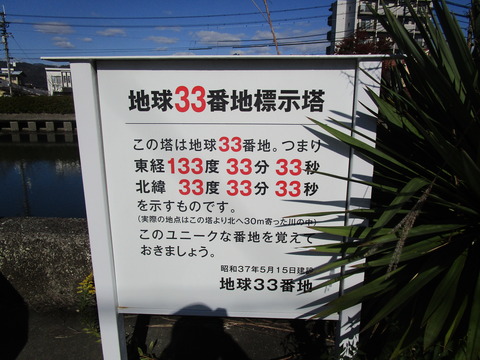 地球33番地標示塔
この塔は地球33番地。つまり
東経133度33分33秒
北緯 33度33分33秒
を示すものです。
(実際の地点はこの塔より北へ30m寄った川の中)
このユニークな番地を覚えて
おきましょう。
昭和37年5月15日建設
地球33番地